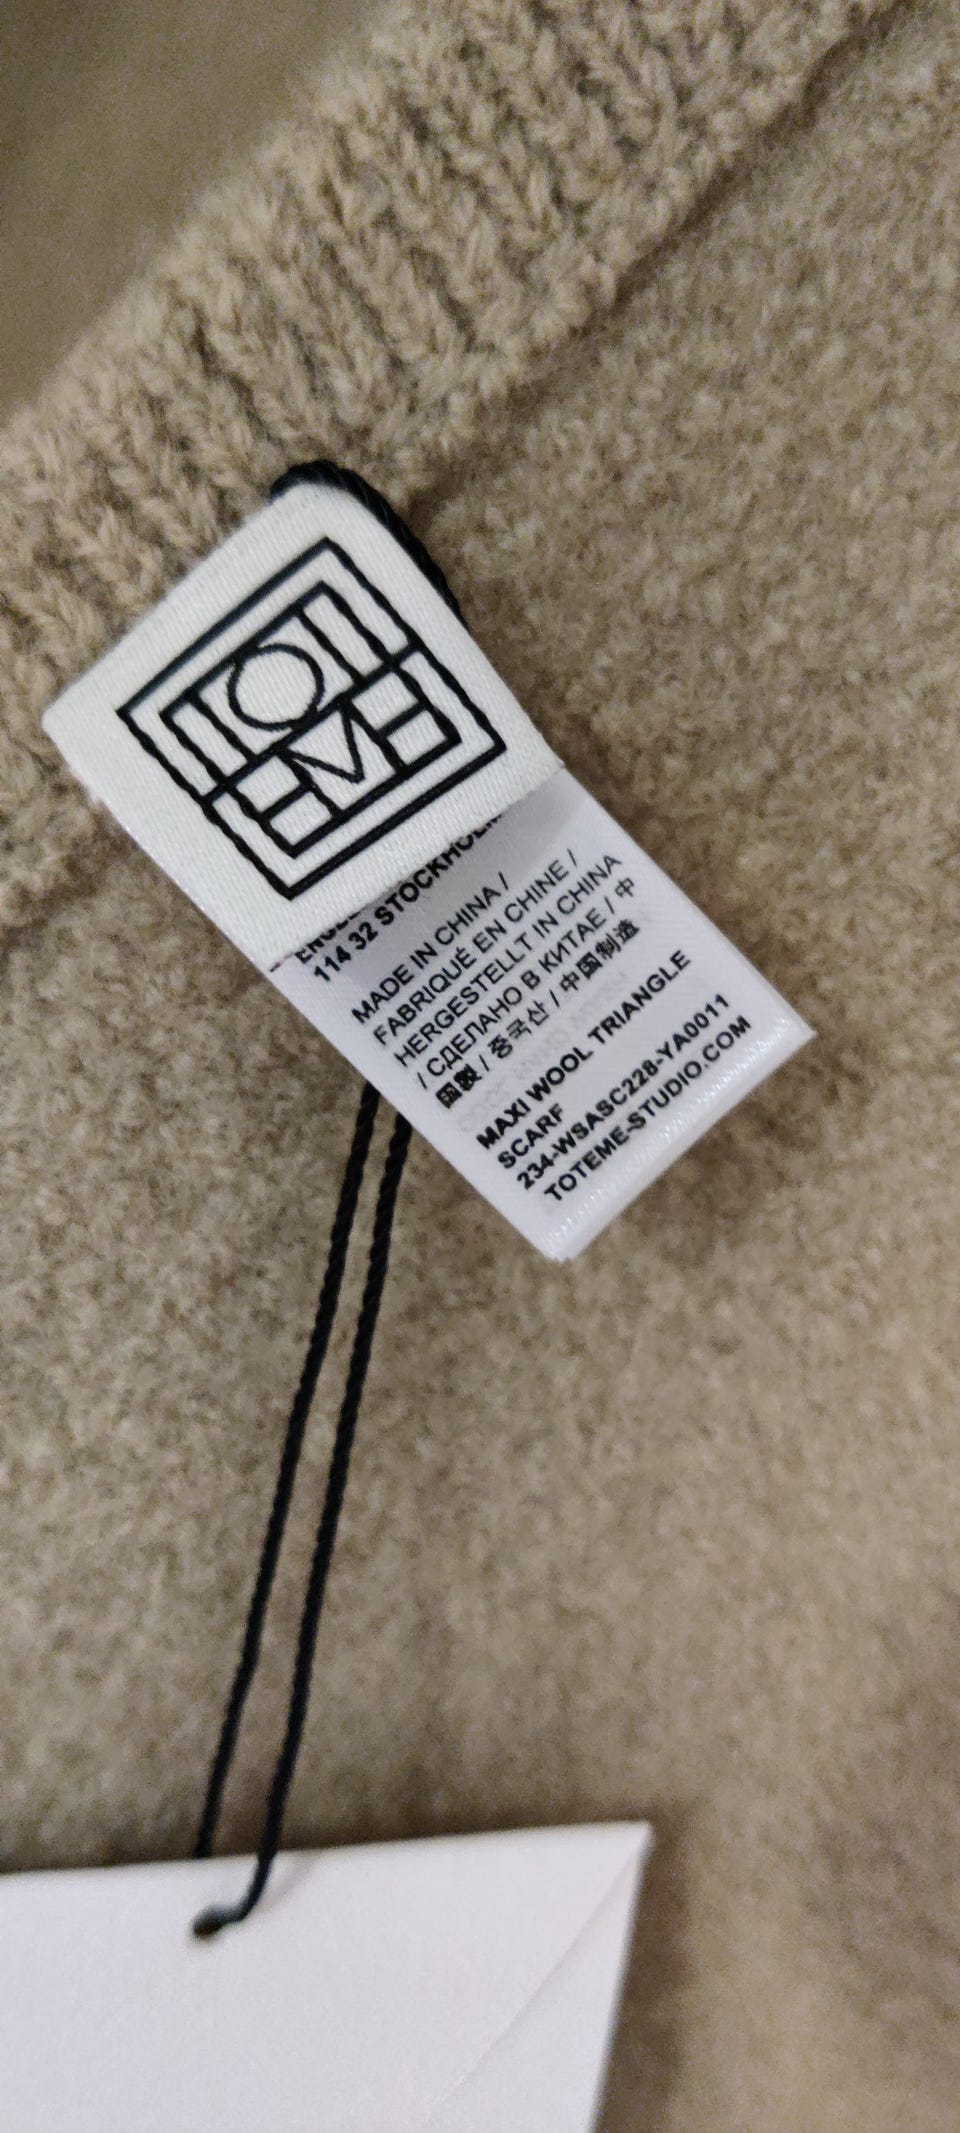 114 32 STOCKHOLM
MADE IN CHINA /
FABRIQUÉ EN CHINE /
HERGESTELLT IN CHINA
/ СДЕЛАНО В КИТАЕ / 中
国製 / 중국산 / 中国制造
MAXI WOOL TRIANGLE
SCARF
234-WSASC228-YA0011
TOTEME-STUDIO.COM